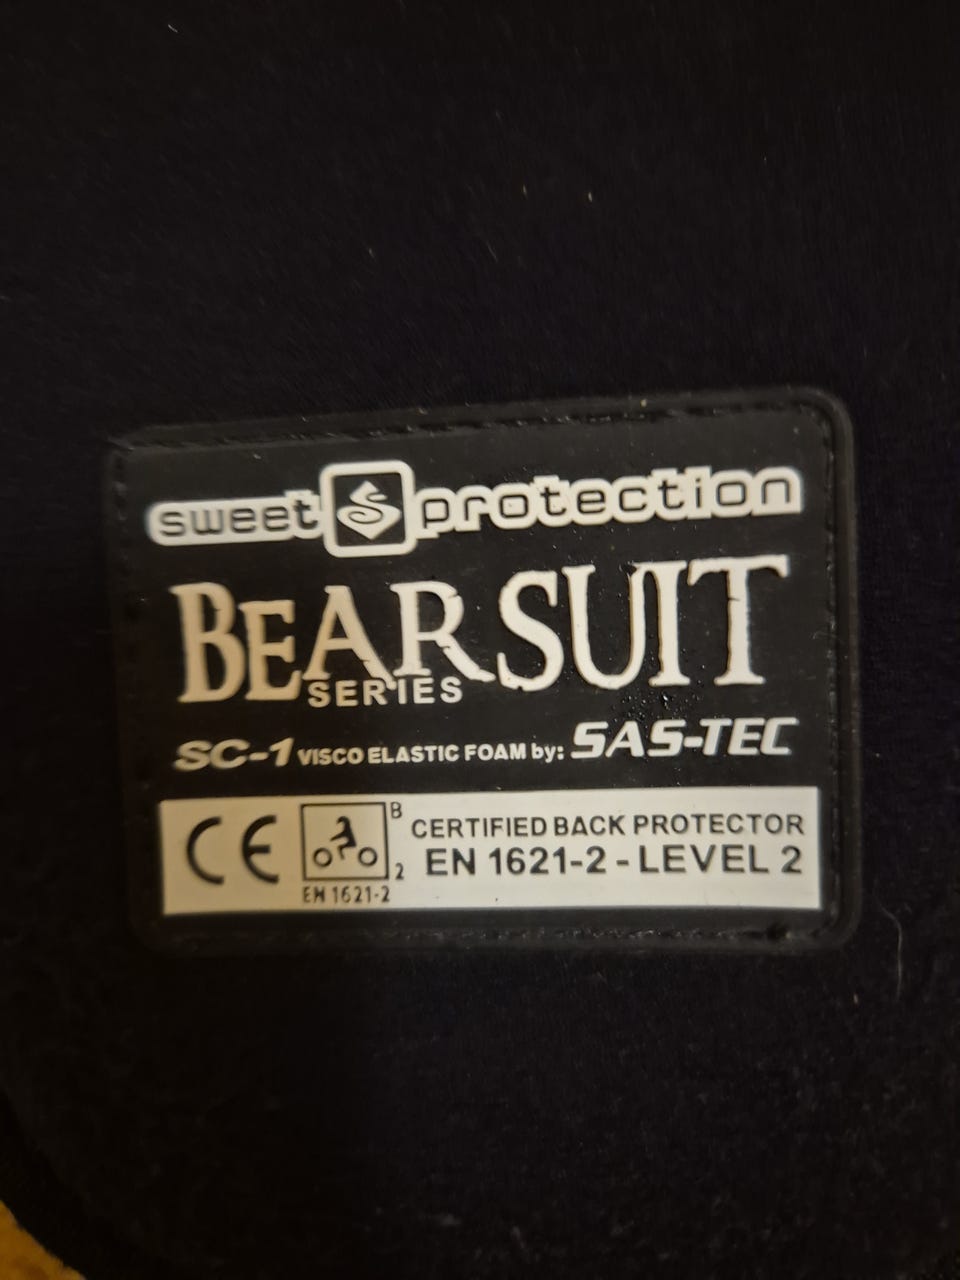 sweet protection
BEARSUIT
SERIES
SC-1 VISCO ELASTIC FOAM by: SAS-TEC
CE B CERTIFIED BACK PROTECTOR
2 EN 1621-2 - LEVEL 2
EN 1621-2